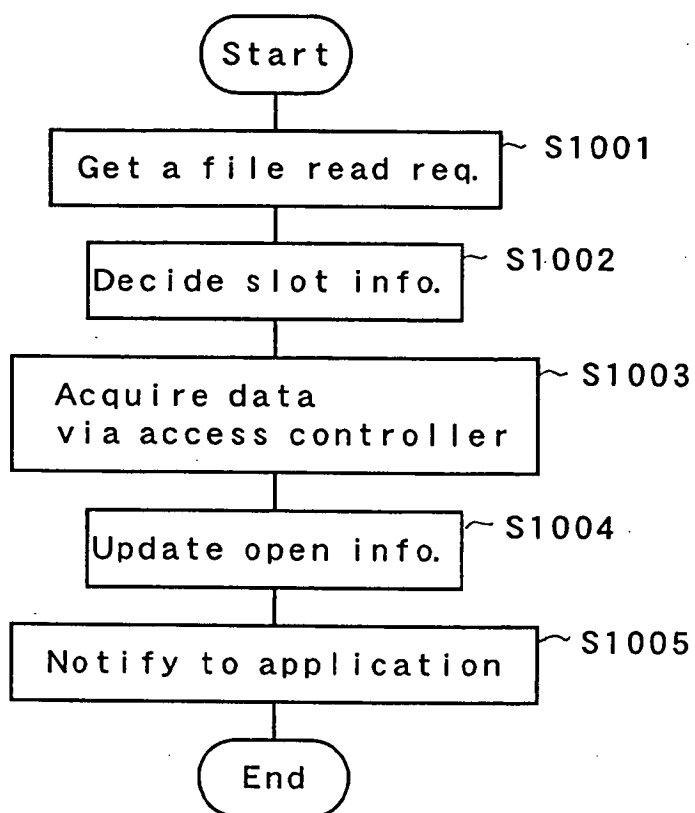 Start
Get a file read req.
S1001
Decide slot info.
S1002
Acquire data
via access controller
S1003
Update open info.
S1004
Notify to application
S1005
End